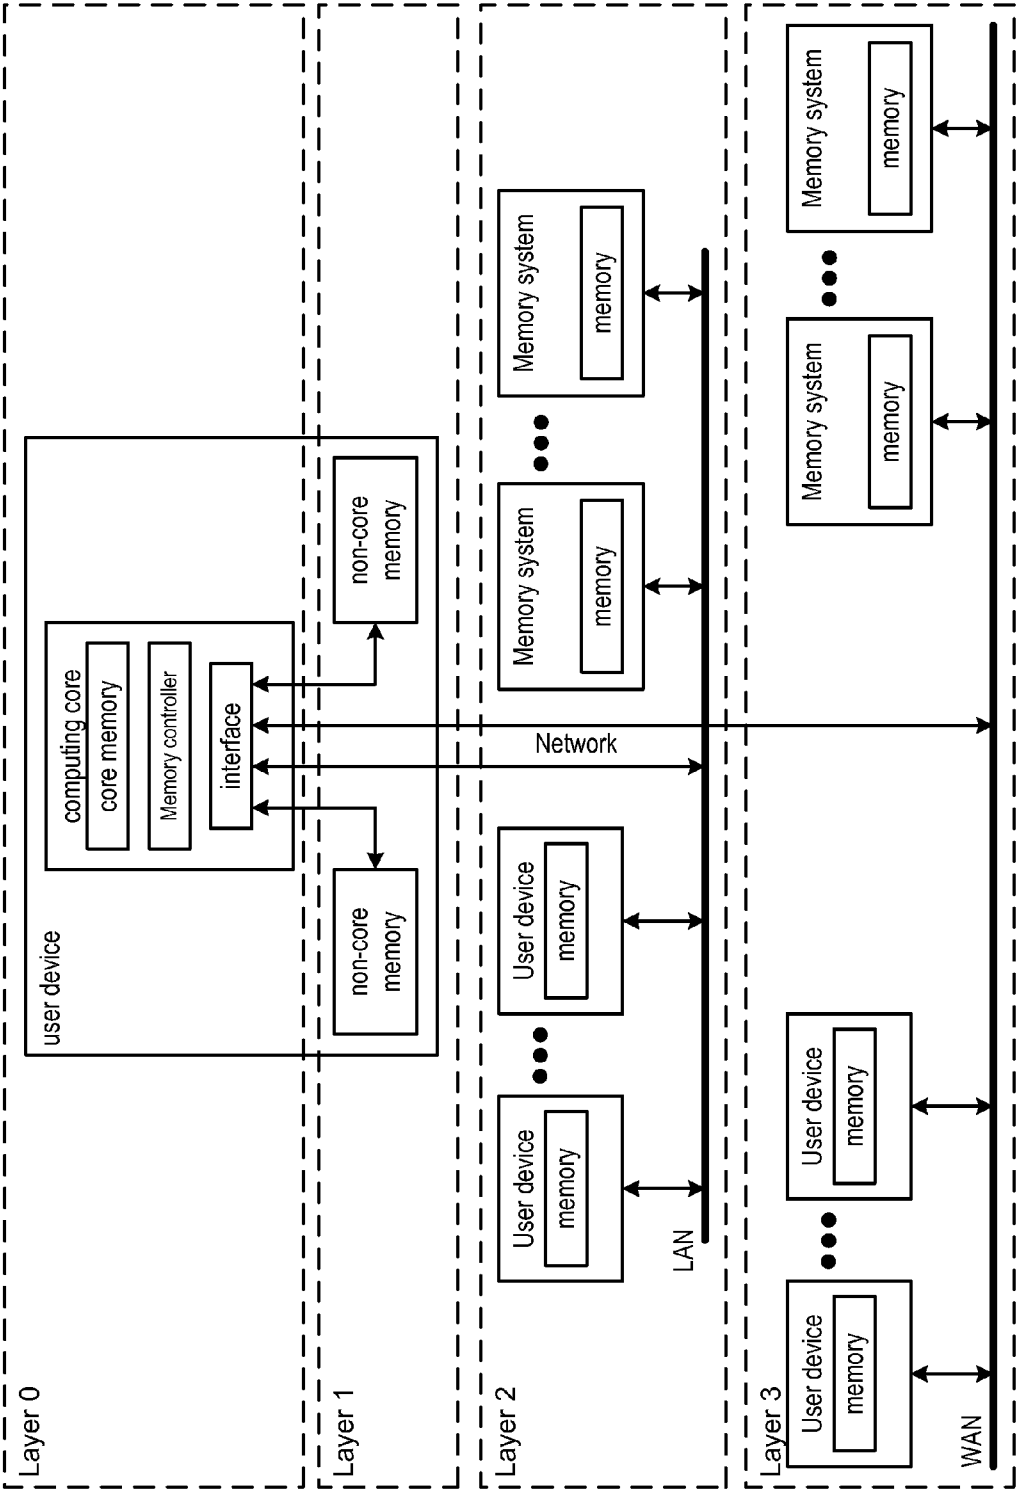 Layer 0
user device
computing core
core memory
Memory controller
interface
Layer 1
non-core
memory
non-core
memory
Network
Layer 2
User device
memory
User device
memory
Memory system
memory
Memory system
memory
LAN
Layer 3
User device
memory
User device
memory
Memory system
memory
Memory system
memory
WAN